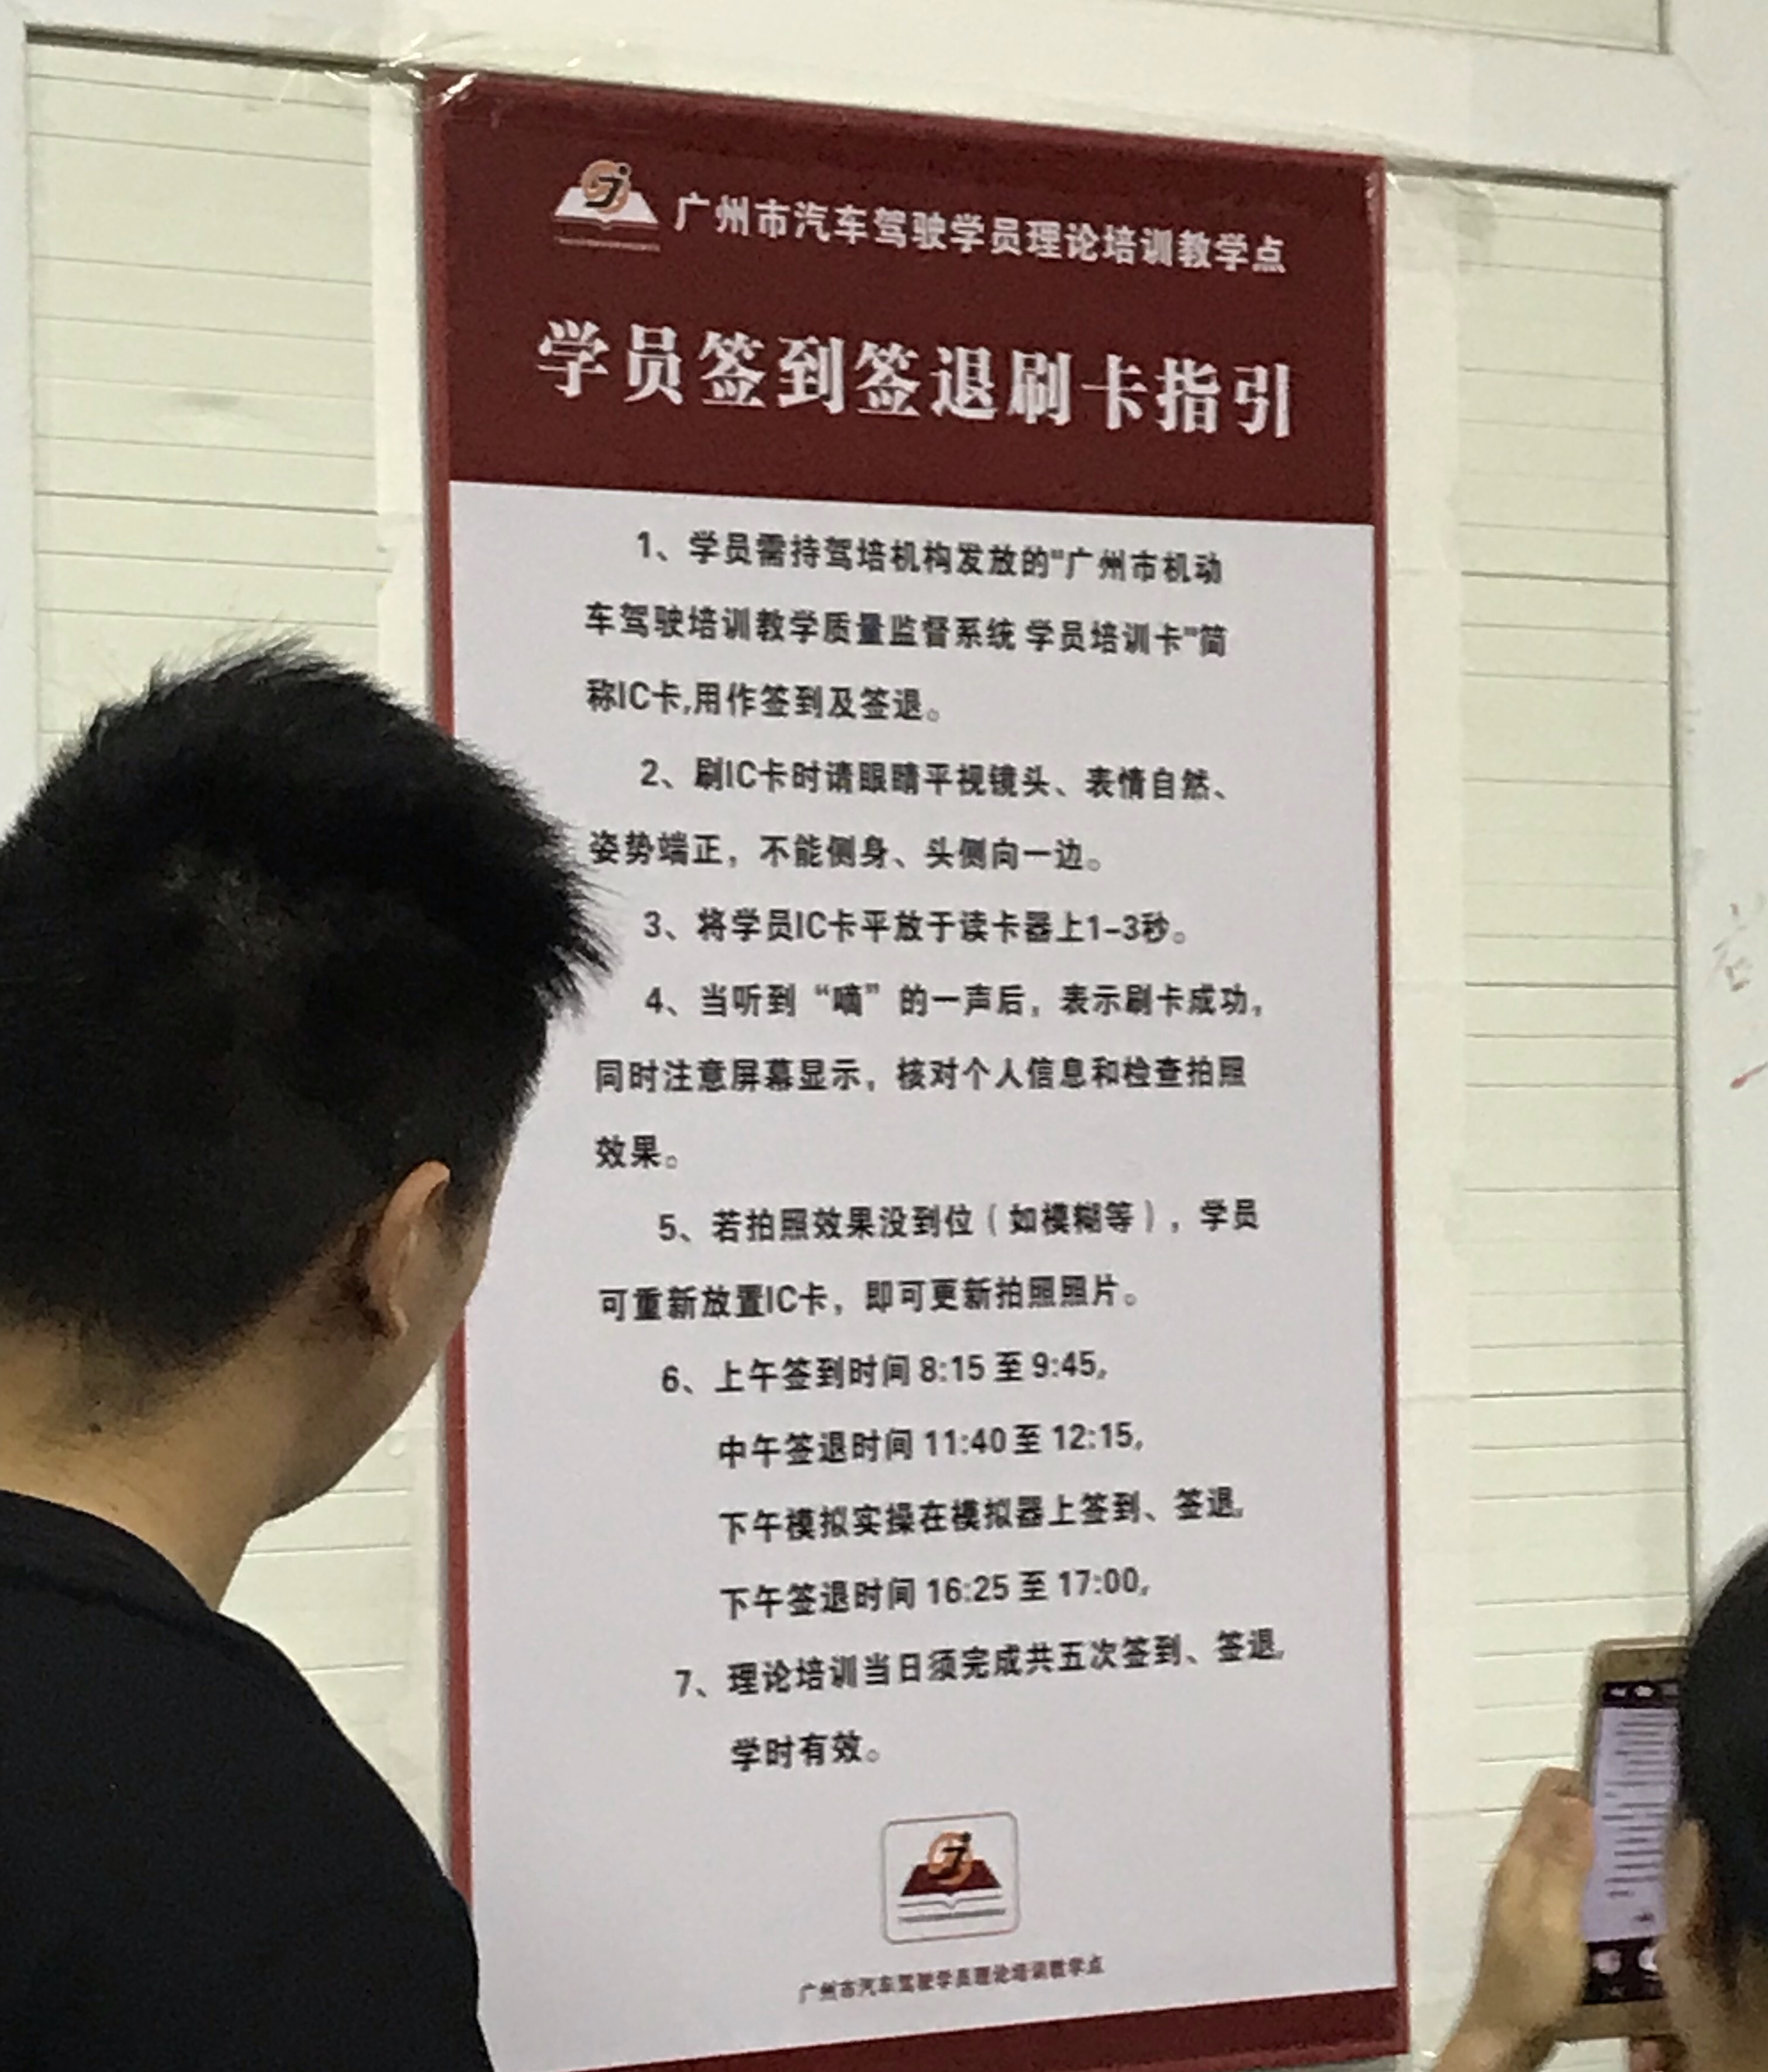 广州市汽车驾驶学员理论培训教学点
学员签到签退刷卡指引
1、学员需持驾培机构发放的"广州市机动
车驾驶培训教学质量监督系统 学员培训卡"简
称IC卡,用作签到及签退。
2、刷IC卡时请眼睛平视镜头、表情自然、
姿势端正，不能侧身、头侧向一边。
3、将学员IC卡平放于读卡器上1-3秒。
4、当听到“嘀”的一声后，表示刷卡成功，
同时注意屏幕显示，核对个人信息和检查拍照
效果。
5、若拍照效果没到位（如模糊等），学员
可重新放置IC卡，即可更新拍照照片。
6、上午签到时间 8:15 至 9:45,
中午签退时间 11:40 至 12:15,
下午模拟实操在模拟器上签到、签退,
下午签退时间 16:25 至 17:00,
7、理论培训当日须完成共五次签到、签退,
学时有效。
广州市汽车驾驶学员理论培训教学点